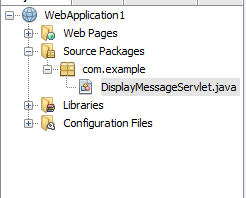 WebApplication1
Web Pages
Source Packages
com.example
DisplayMessageServlet.java
Libraries
Configuration Files